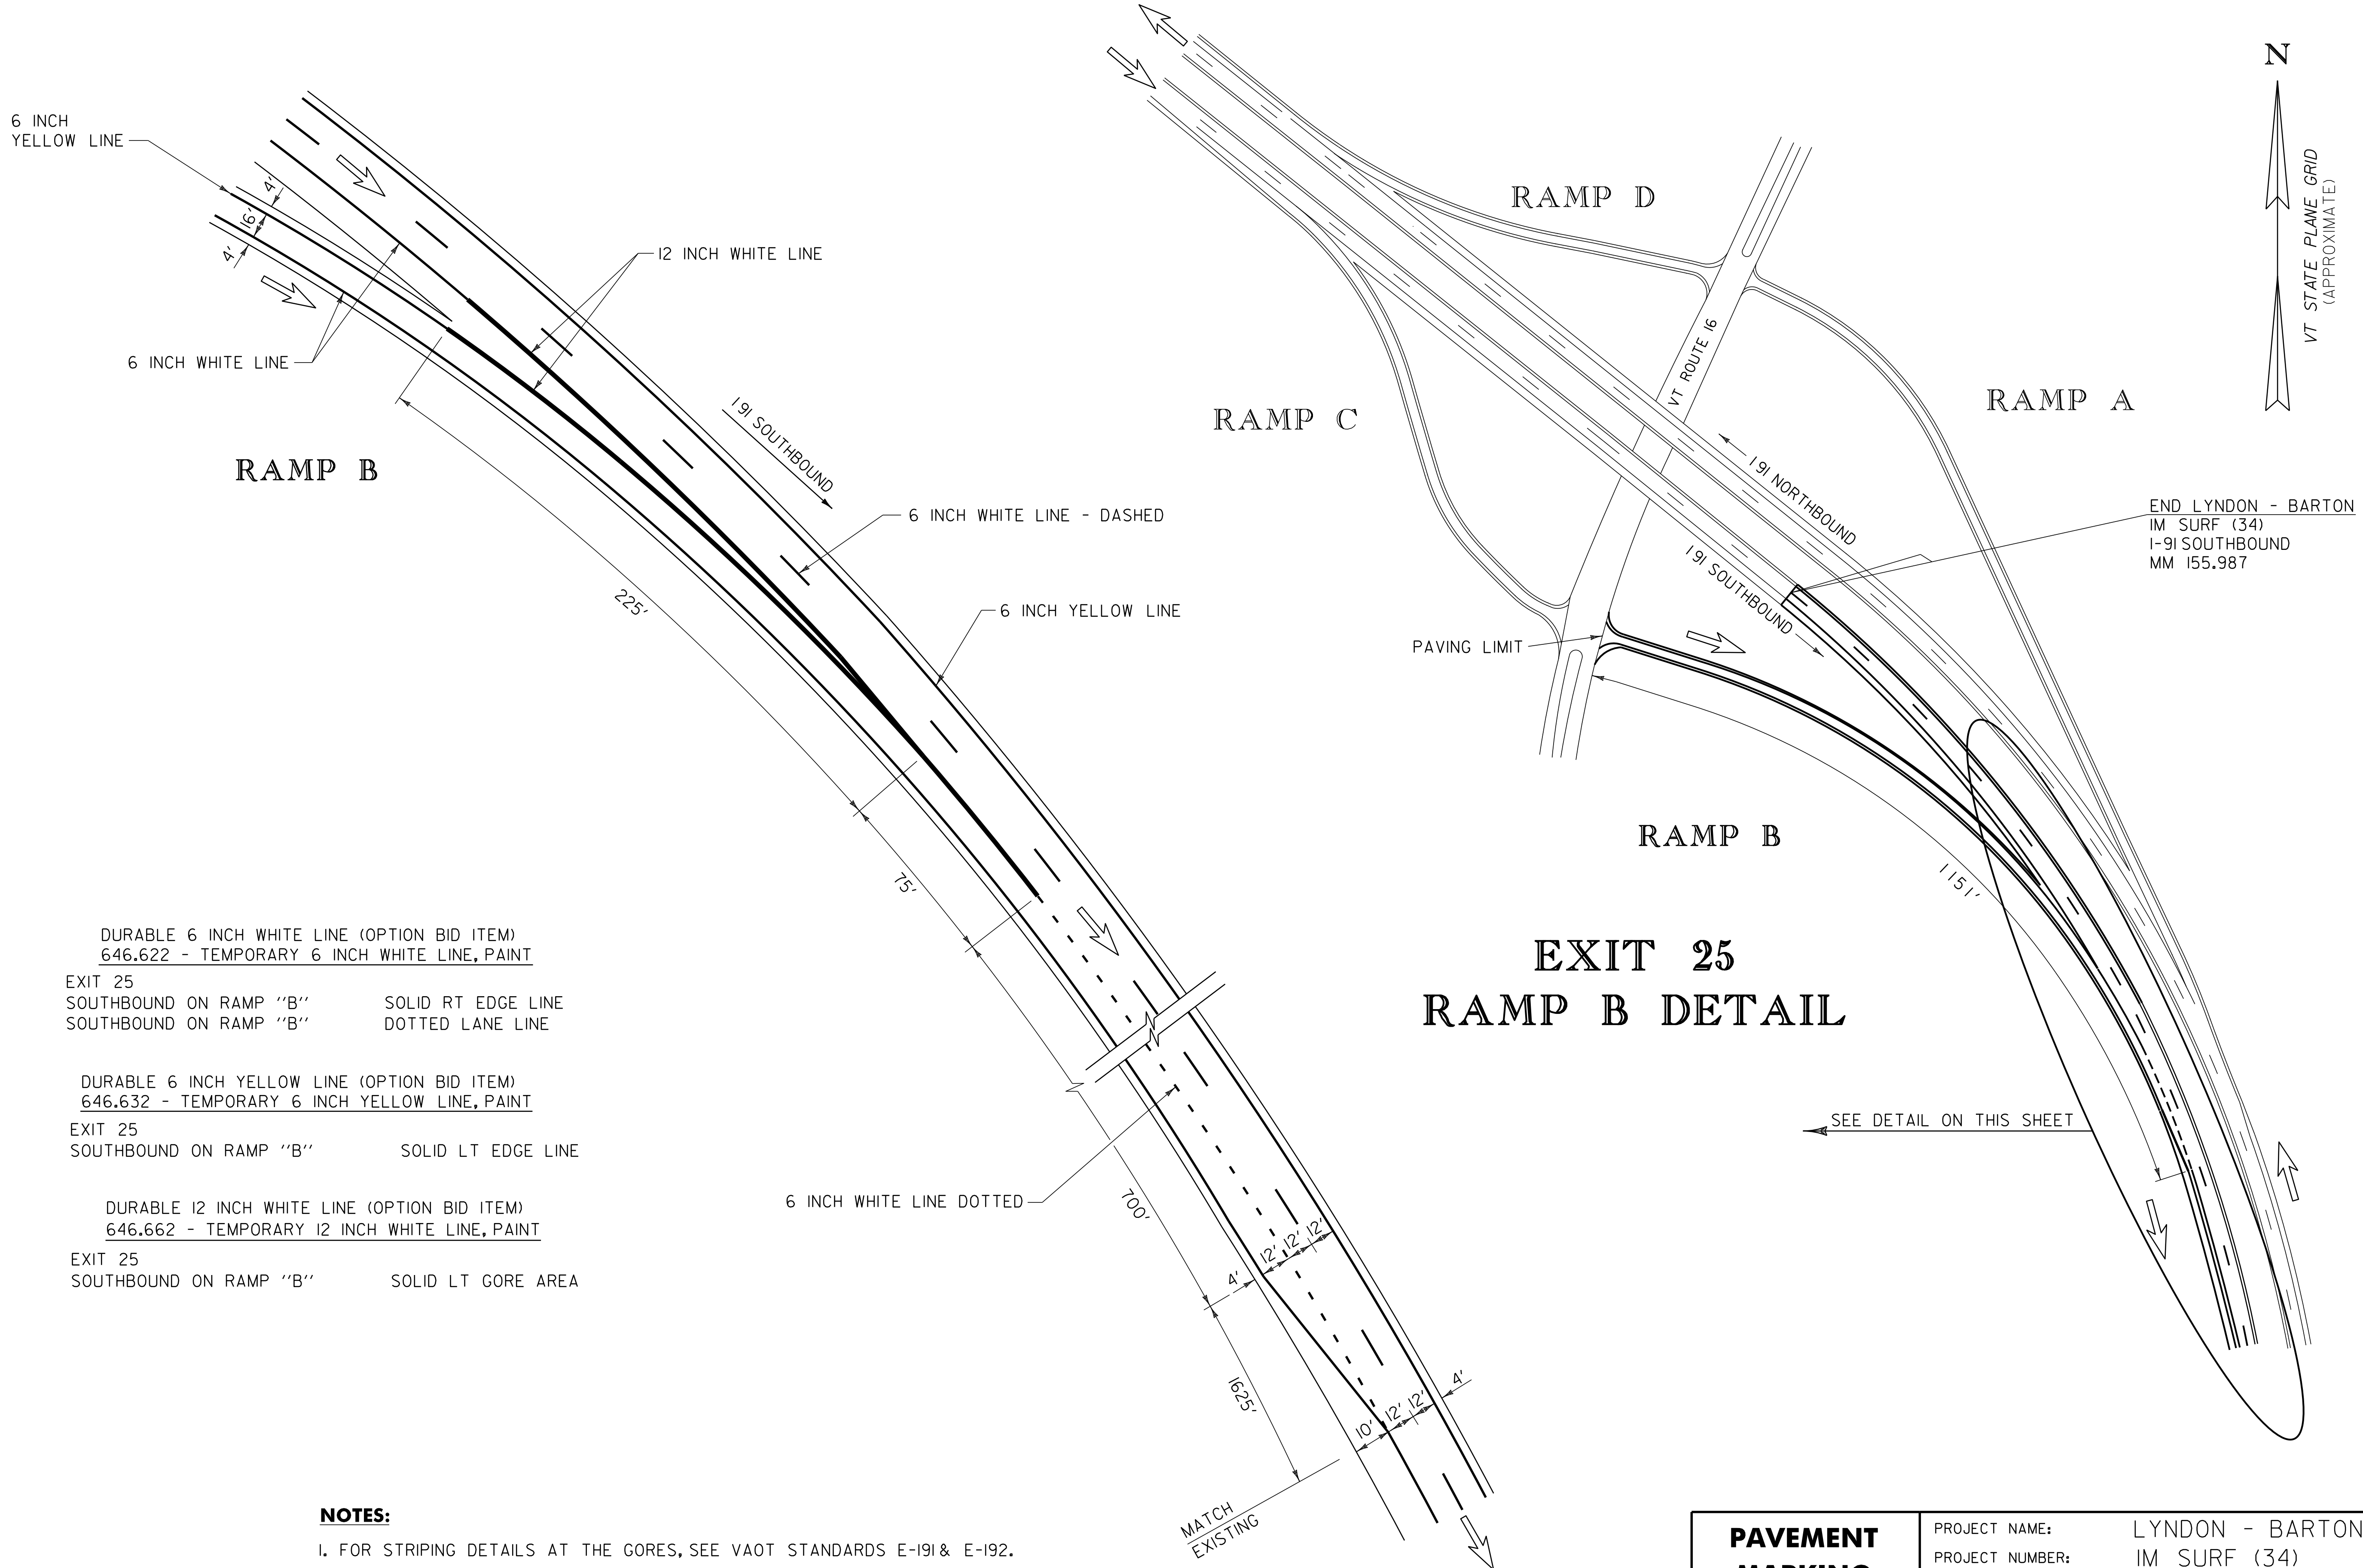 6 INCH
YELLOW LINE
4'
16'
4'
12 INCH WHITE LINE
6 INCH WHITE LINE
RAMP B
I 91 SOUTHBOUND
6 INCH WHITE LINE - DASHED
225'
6 INCH YELLOW LINE
75'
6 INCH WHITE LINE DOTTED
700'
4'
12'
12'
12'
1625'
10'
12'
12'
4'
MATCH
EXISTING
DURABLE 6 INCH WHITE LINE (OPTION BID ITEM)
646.622 - TEMPORARY 6 INCH WHITE LINE, PAINT
EXIT 25
SOUTHBOUND ON RAMP ''B'' SOLID RT EDGE LINE
SOUTHBOUND ON RAMP ''B'' DOTTED LANE LINE
DURABLE 6 INCH YELLOW LINE (OPTION BID ITEM)
646.632 - TEMPORARY 6 INCH YELLOW LINE, PAINT
EXIT 25
SOUTHBOUND ON RAMP ''B'' SOLID LT EDGE LINE
DURABLE 12 INCH WHITE LINE (OPTION BID ITEM)
646.662 - TEMPORARY 12 INCH WHITE LINE, PAINT
EXIT 25
SOUTHBOUND ON RAMP ''B'' SOLID LT GORE AREA
NOTES:
1. FOR STRIPING DETAILS AT THE GORES, SEE VAOT STANDARDS E-191 & E-192.
N
VT STATE PLANE GRID
(APPROXIMATE)
RAMP D
RAMP C
RAMP A
VT ROUTE 16
I 91 NORTHBOUND
I 91 SOUTHBOUND
END LYNDON - BARTON
IM SURF (34)
I-91 SOUTHBOUND
MM 155.987
PAVING LIMIT
RAMP B
1151'
EXIT 25
RAMP B DETAIL
SEE DETAIL ON THIS SHEET
PAVEMENT
MARKING
PROJECT NAME: LYNDON - BARTON
PROJECT NUMBER: IM SURF (34)